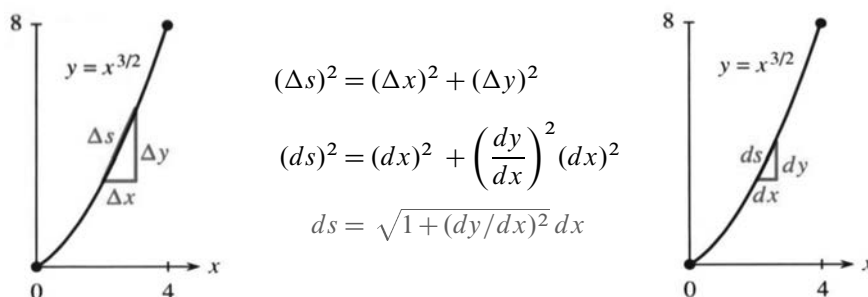 8
y = x^{3/2}
Δs
Δy
Δx
0
4
x
(Δs)² = (Δx)² + (Δy)²
(ds)² = (dx)² + (dy/dx)² (dx)²
ds = √(1 + (dy/dx)²) dx
8
y = x^{3/2}
ds
dy
dx
0
4
x